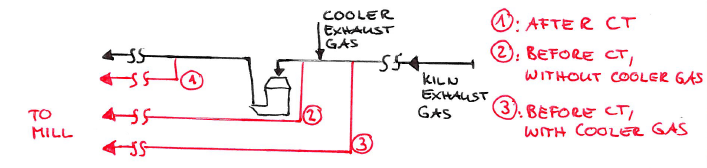 COOLER
EXHAUST
GAS
KILN
EXHAUST
GAS
TO
MILL
1
2
3
①: AFTER CT
②: BEFORE CT,
WITHOUT COOLER GAS
③: BEFORE CT,
WITH COOLER GAS